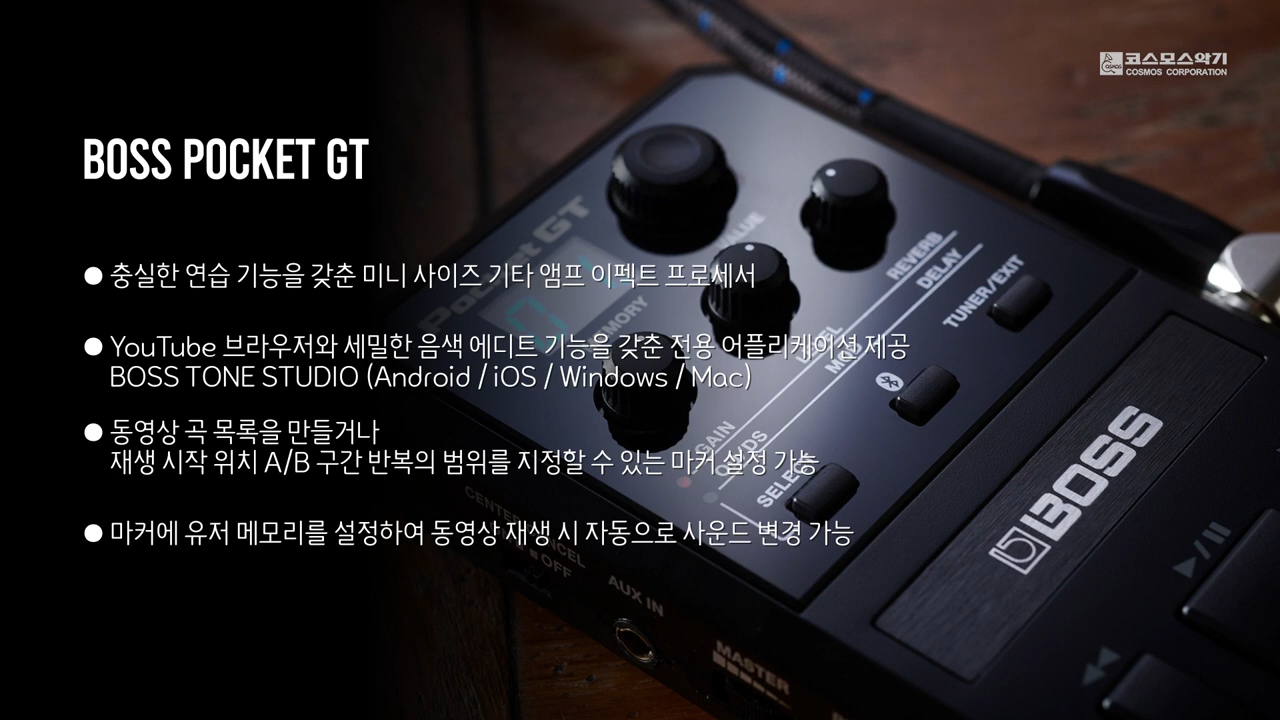 코스모스악기
COSMOS CORPORATION
BOSS POCKET GT
● 충실한 연습 기능을 갖춘 미니 사이즈 기타 앰프 이펙트 프로세서
● YouTube 브라우저와 세밀한 음색 에디트 기능을 갖춘 전용 어플리케이션 제공
BOSS TONE STUDIO (Android / iOS / Windows / Mac)
● 동영상 곡 목록을 만들거나
재생 시작 위치 A/B 구간 반복의 범위를 지정할 수 있는 마커 설정 가능
● 마커에 유저 메모리를 설정하여 동영상 재생 시 자동으로 사운드 변경 가능
Pocket GT
REVERB
DELAY
TUNER/EXIT
GAIN
SELECT
CENTER CANCEL
OFF
AUX IN
MASTER
BOSS